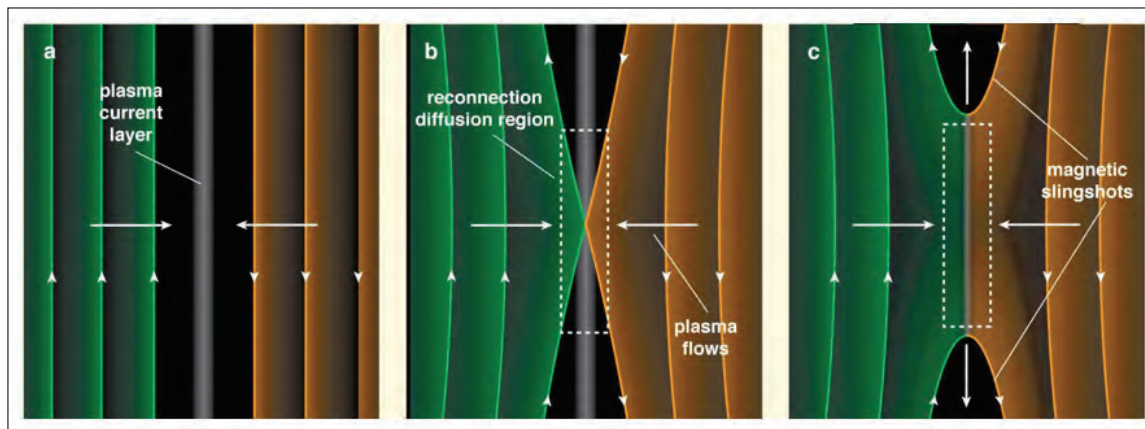 a
plasma
current
layer
b
reconnection
diffusion region
plasma
flows
c
magnetic
slingshots